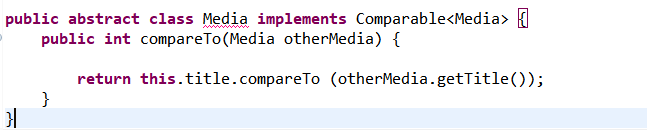 public abstract class Media implements Comparable<Media> {
    public int compareTo(Media otherMedia) {
        return this.title.compareTo (otherMedia.getTitle());
    }
}